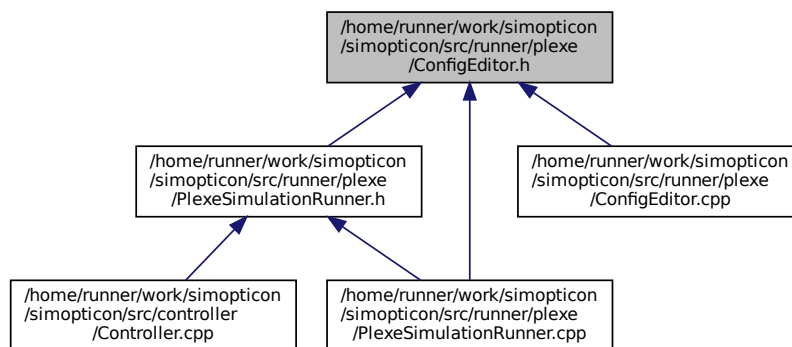 /home/runner/work/simopticon
/simopticon/src/runner/plexe
/ConfigEditor.h
/home/runner/work/simopticon
/simopticon/src/runner/plexe
/PlexeSimulationRunner.h
/home/runner/work/simopticon
/simopticon/src/runner/plexe
/ConfigEditor.cpp
/home/runner/work/simopticon
/simopticon/src/controller
/Controller.cpp
/home/runner/work/simopticon
/simopticon/src/runner/plexe
/PlexeSimulationRunner.cpp